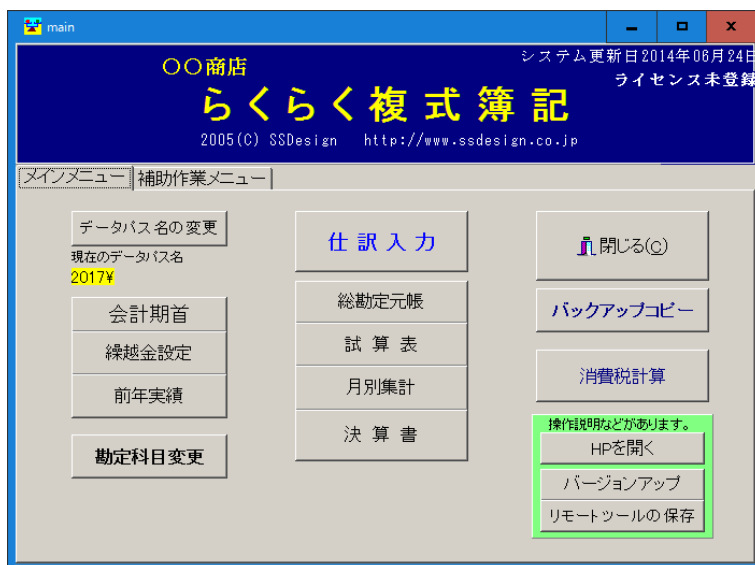 main
システム更新日2014年06月24日
〇〇商店
ライセンス未登録
らくらく複式簿記
2005(C) SSDesign http://www.ssdesign.co.jp
メインメニュー
補助作業メニュー
データパス名の変更
現在のデータパス名
2017¥
会計期首
繰越金設定
前年実績
勘定科目変更
仕訳入力
総勘定元帳
試算表
月別集計
決算書
閉じる(C)
バックアップコピー
消費税計算
操作説明などがあります。
HPを開く
バージョンアップ
リモートツールの保存